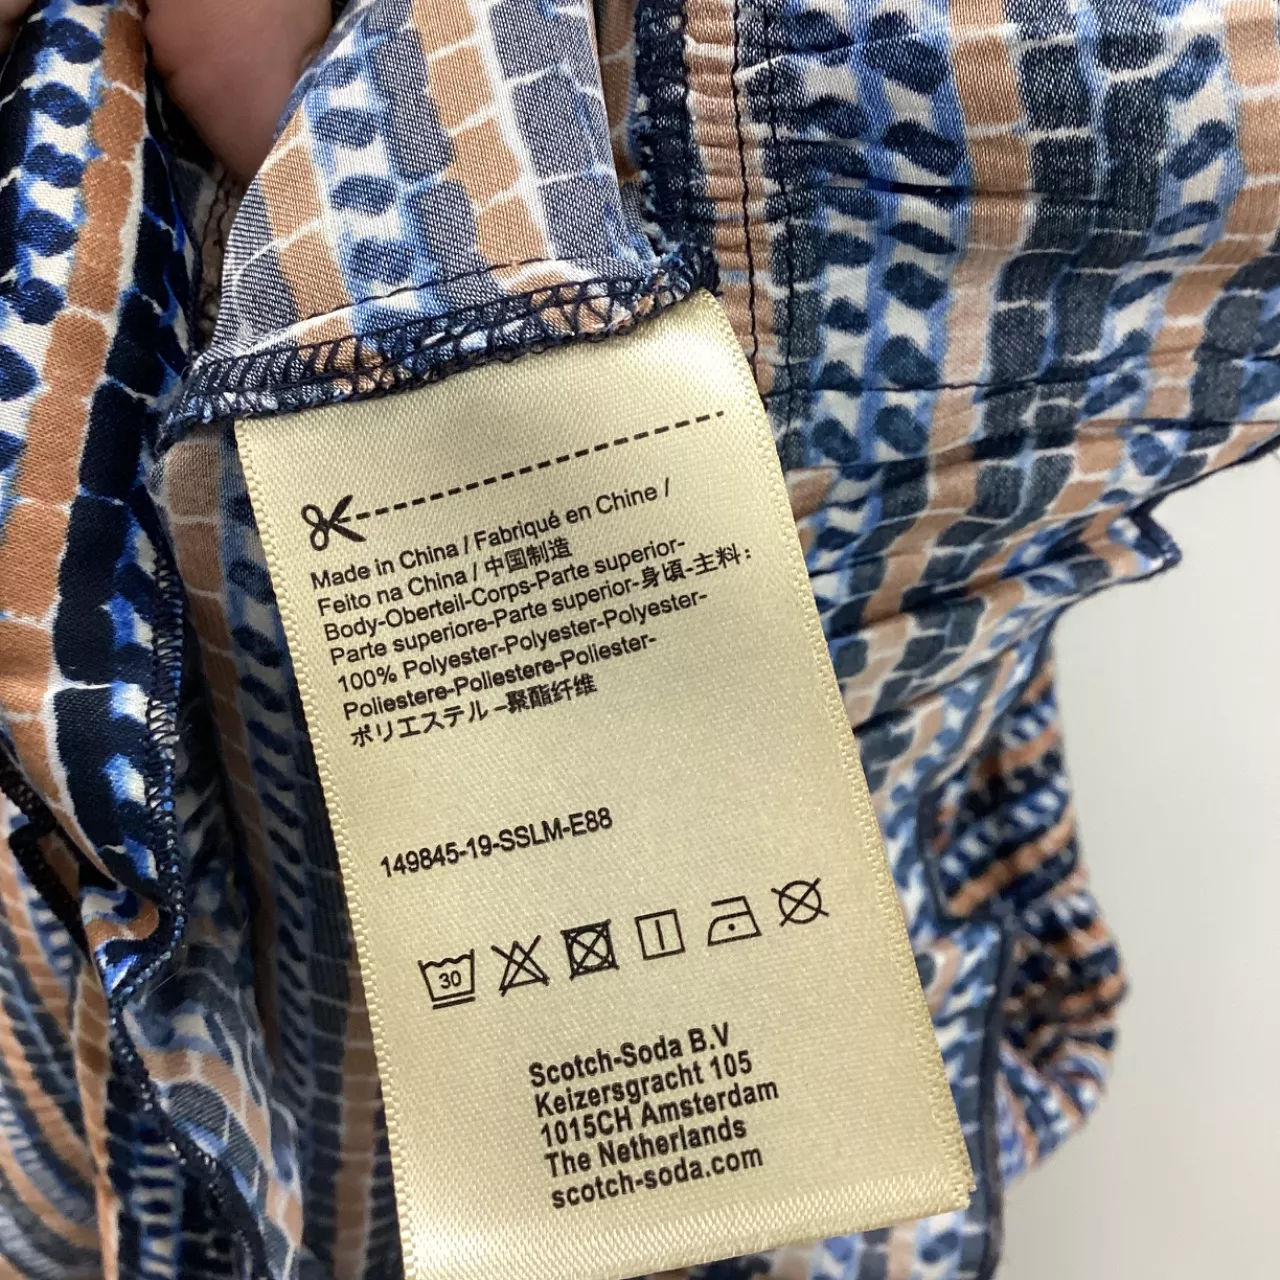 Made in China / Fabriqué en Chine /
Feito na China / 中国制造
Body-Oberteil-Corps-Parte superior-
Parte superiore-Parte superior-身頃-主料:
100% Polyester-Polyester-Polyester-
Poliestere-Poliestere-Poliester-
ポリエステル-聚酯纤维
149845-19-SSLM-E88
30
Scotch-Soda B.V
Keizersgracht 105
1015CH Amsterdam
The Netherlands
scotch-soda.com